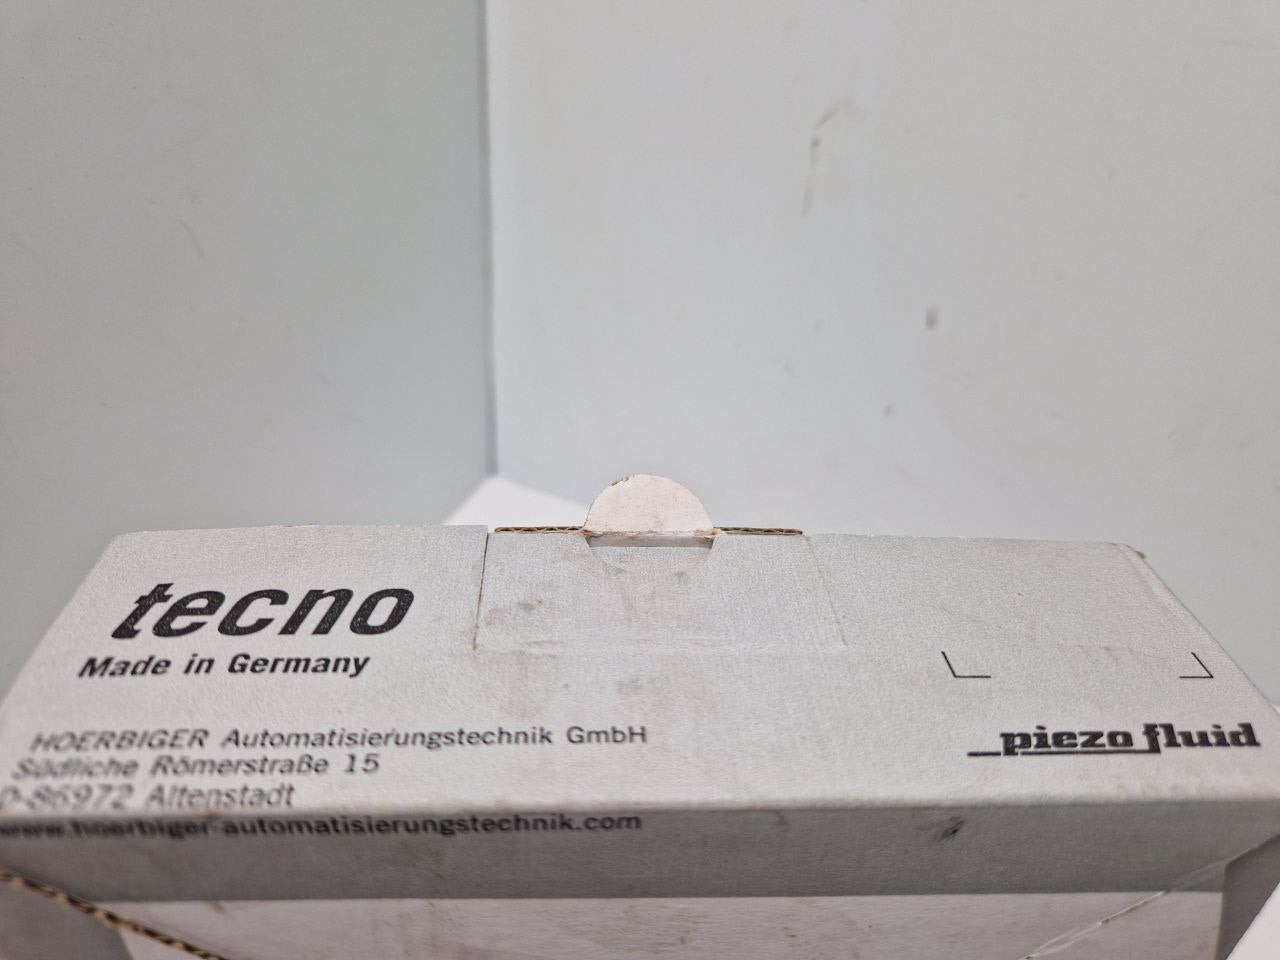 tecno
Made in Germany
HOERBIGER Automatisierungstechnik GmbH
Südliche Römerstraße 15
D-86972 Altenstadt
www.hoerbiger-automatisierungstechnik.com
piezo fluid